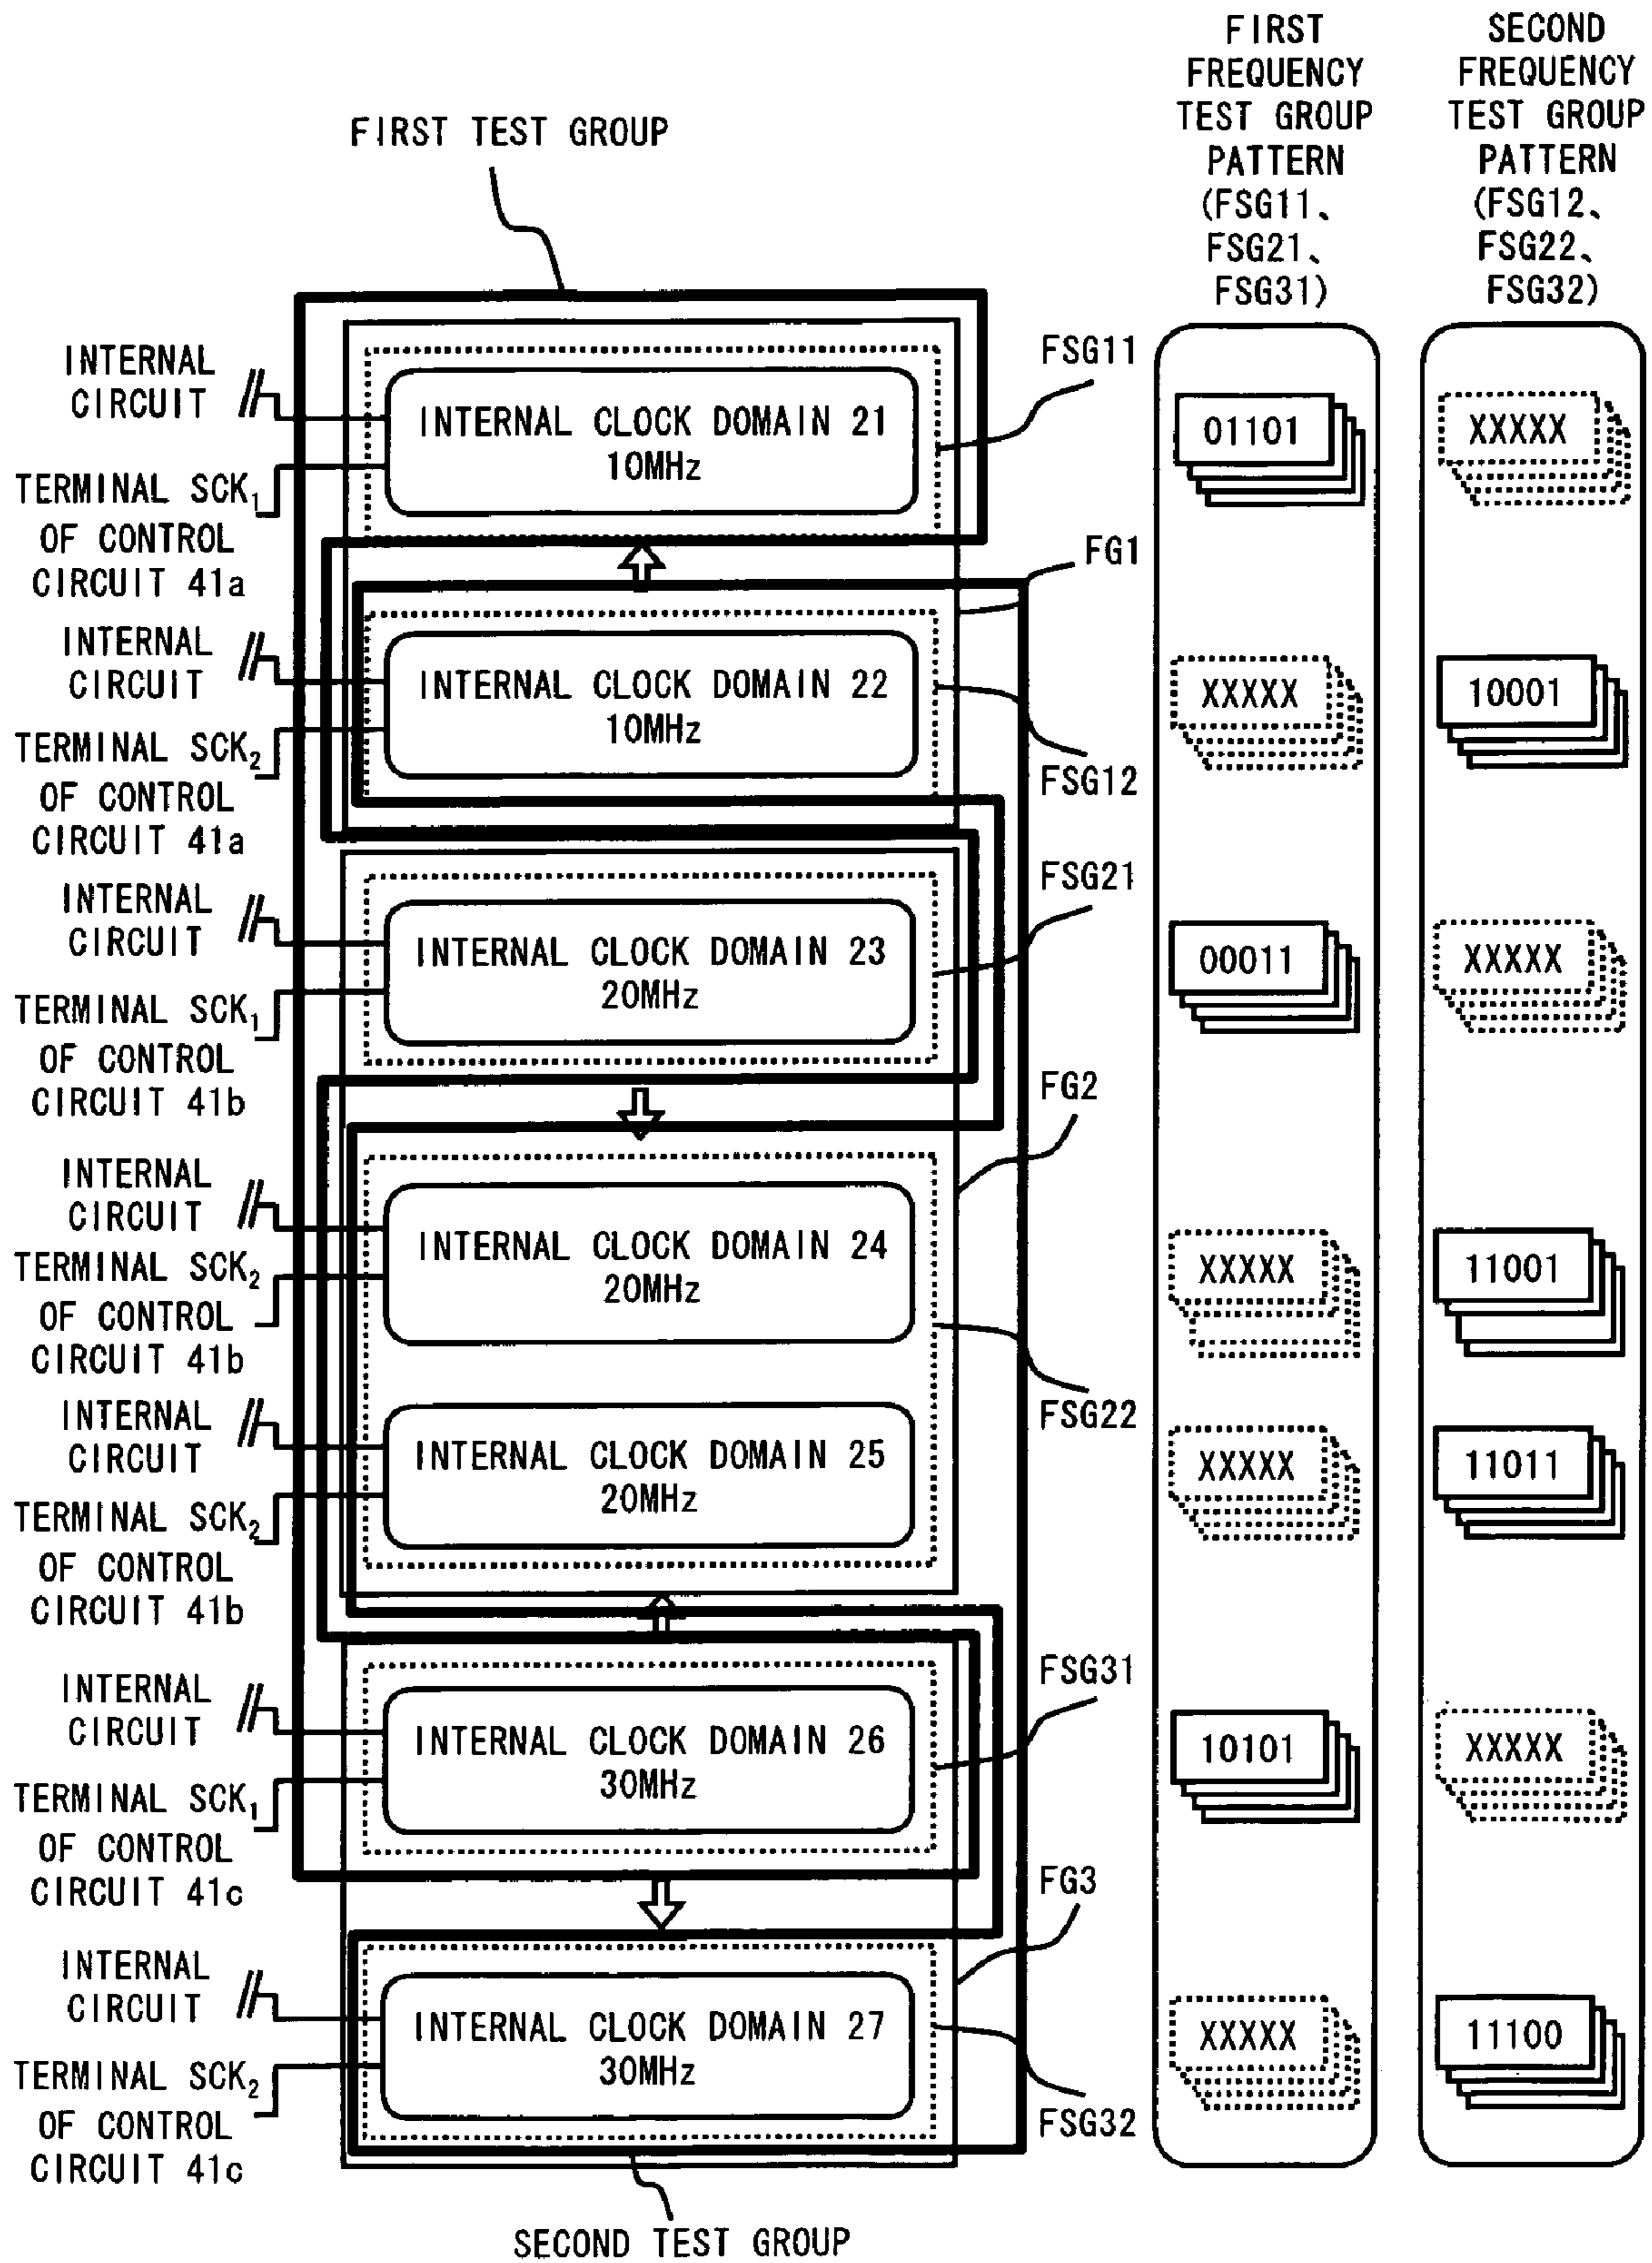 FIRST
FREQUENCY
TEST GROUP
PATTERN
(FSG11、
FSG21、
FSG31)
SECOND
FREQUENCY
TEST GROUP
PATTERN
(FSG12、
FSG22、
FSG32)
FIRST TEST GROUP
INTERNAL
CIRCUIT
TERMINAL SCK1
OF CONTROL
CIRCUIT 41a
INTERNAL CLOCK DOMAIN 21
10MHz
FSG11
01101
XXXXX
FG1
INTERNAL
CIRCUIT
TERMINAL SCK2
OF CONTROL
CIRCUIT 41a
INTERNAL CLOCK DOMAIN 22
10MHz
FSG12
XXXXX
10001
INTERNAL
CIRCUIT
TERMINAL SCK1
OF CONTROL
CIRCUIT 41b
INTERNAL CLOCK DOMAIN 23
20MHz
FSG21
00011
XXXXX
FG2
INTERNAL
CIRCUIT
TERMINAL SCK2
OF CONTROL
CIRCUIT 41b
INTERNAL CLOCK DOMAIN 24
20MHz
XXXXX
11001
FSG22
INTERNAL
CIRCUIT
TERMINAL SCK2
OF CONTROL
CIRCUIT 41b
INTERNAL CLOCK DOMAIN 25
20MHz
XXXXX
11011
INTERNAL
CIRCUIT
TERMINAL SCK1
OF CONTROL
CIRCUIT 41c
INTERNAL CLOCK DOMAIN 26
30MHz
FSG31
10101
XXXXX
FG3
INTERNAL
CIRCUIT
TERMINAL SCK2
OF CONTROL
CIRCUIT 41c
INTERNAL CLOCK DOMAIN 27
30MHz
FSG32
XXXXX
11100
SECOND TEST GROUP